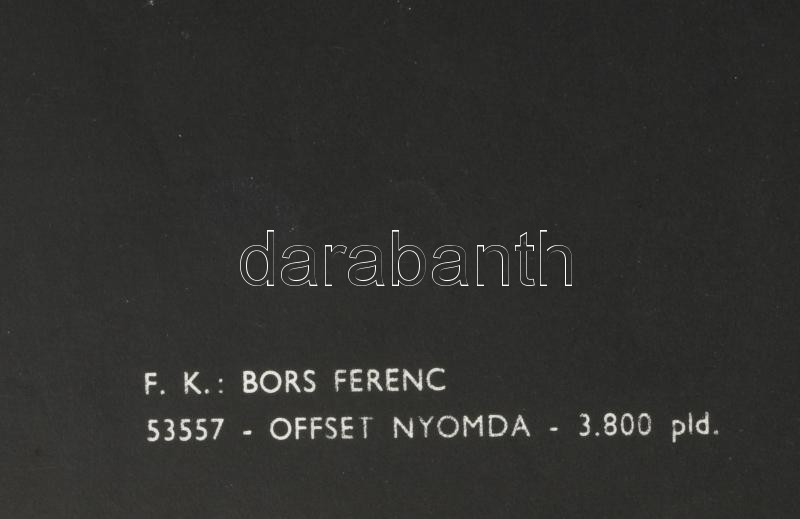 darabanth
F. K.: BORS FERENC
53557 - OFFSET NYOMDA - 3.800 pld.